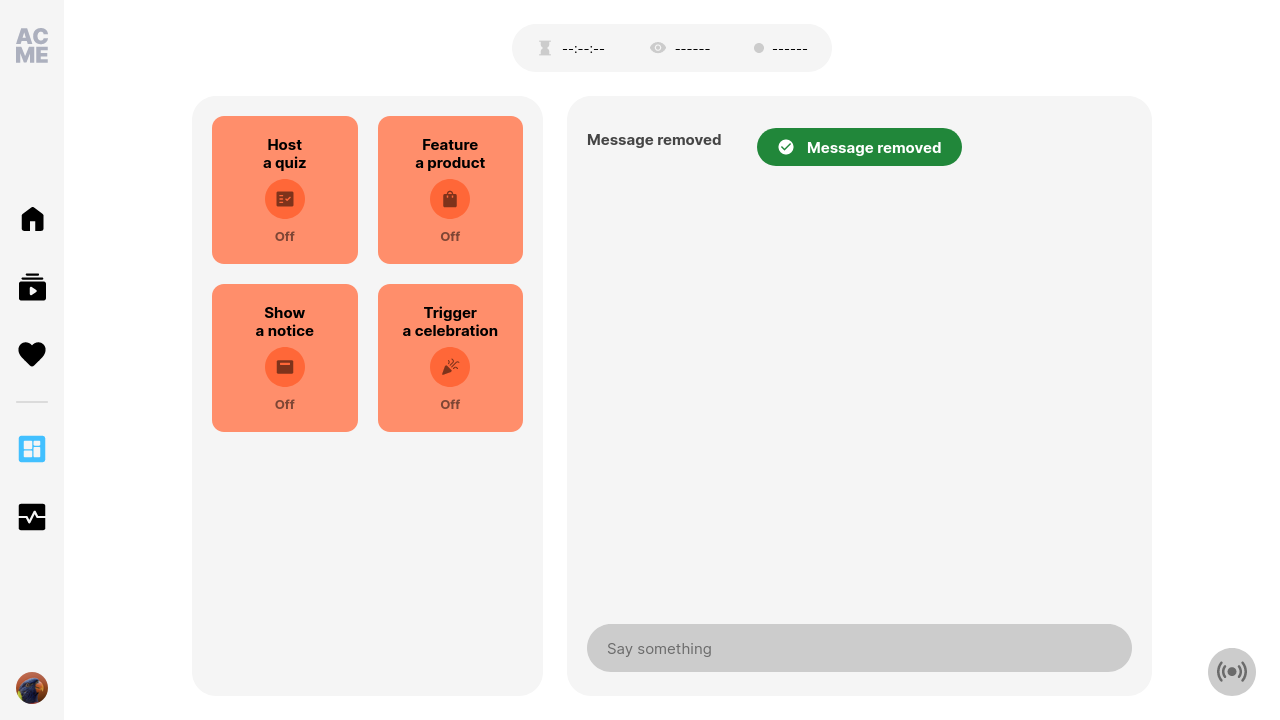 AC
ME
--:--:--
------
------
Host
a quiz
Off
Feature
a product
Off
Show
a notice
Off
Trigger
a celebration
Off
Message removed
Message removed
Say something